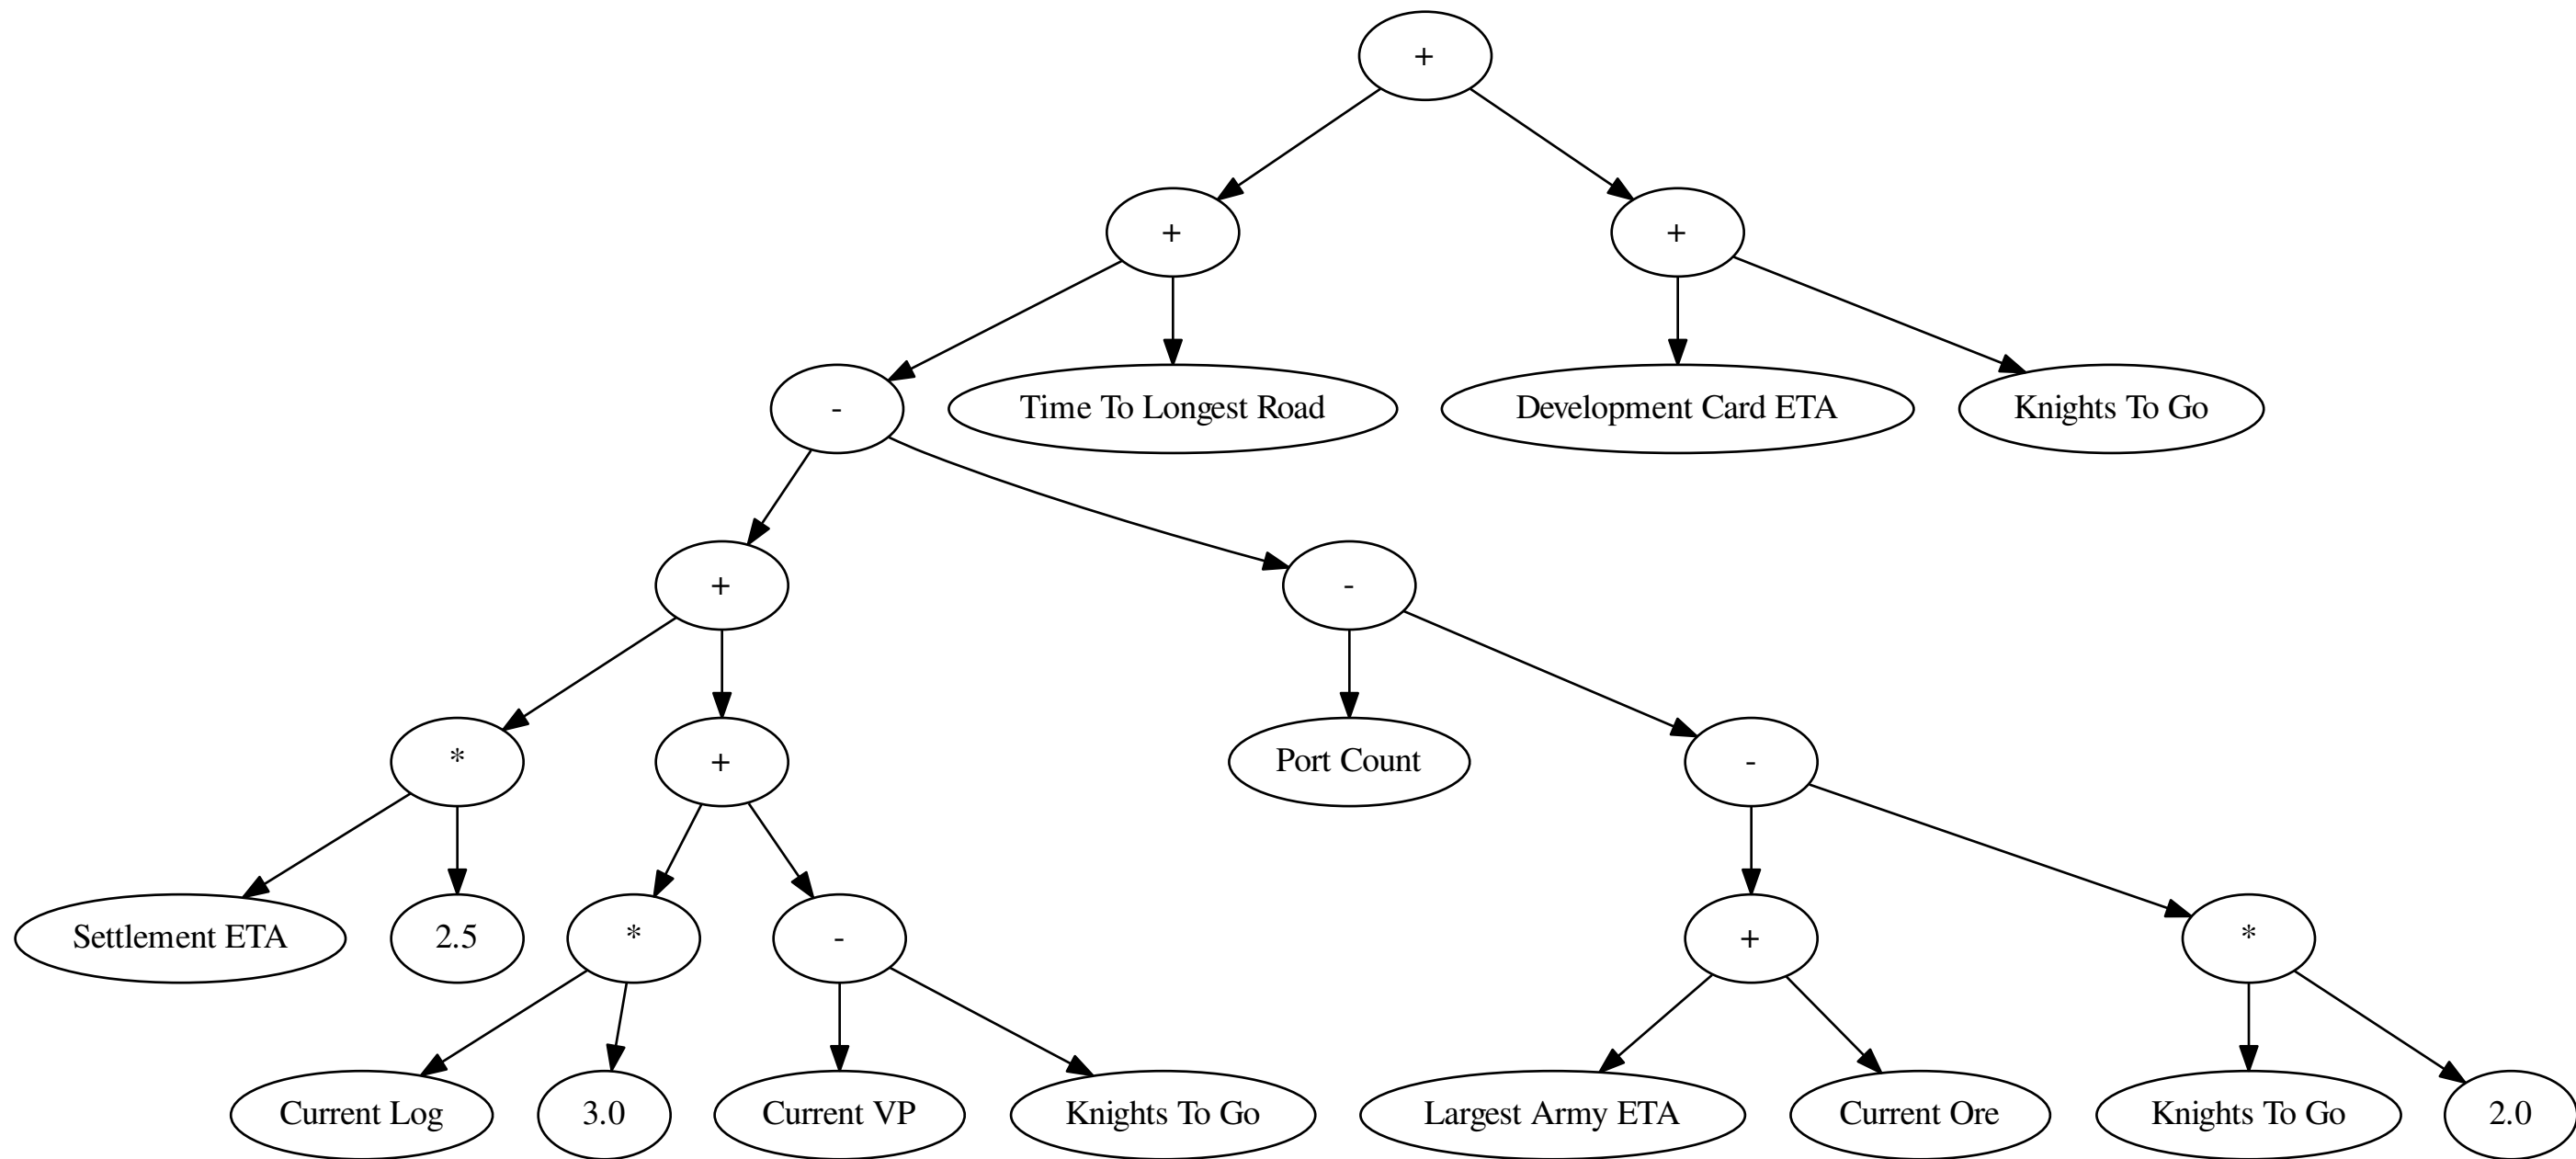 +
+
+
-
Time To Longest Road
Development Card ETA
Knights To Go
+
-
*
+
Port Count
-
Settlement ETA
2.5
*
-
+
*
Current Log
3.0
Current VP
Knights To Go
Largest Army ETA
Current Ore
Knights To Go
2.0